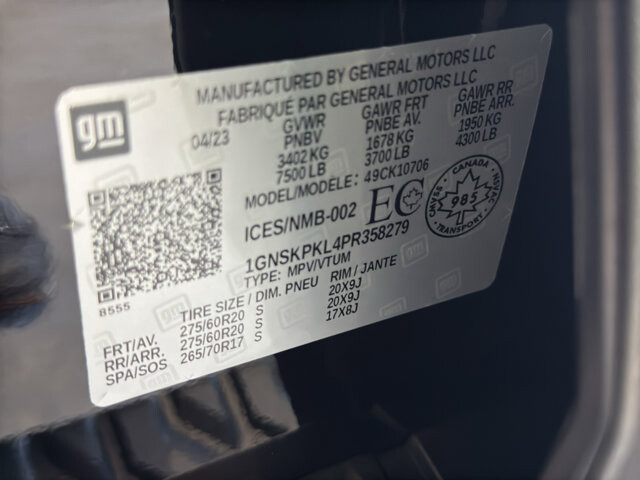 MANUFACTURED BY GENERAL MOTORS LLC
FABRIQUÉ PAR GENERAL MOTORS LLC
gm
04/23 GVWR GAWR FRT GAWR RR
PNBV PNBE AV. PNBE ARR.
3402 KG 1678 KG 1950 KG
7500 LB 3700 LB 4300 LB
MODEL/MODELE: 49CK10706
ICES/NMB-002 EC
CANADA
985
TRANSPORT
CMVSS
NSVAC
1GNSKPKL4PR358279
TYPE: MPV/VTUM
8555
TIRE SIZE / DIM. PNEU RIM / JANTE
FRT/AV. 275/60R20 S 20X9J
RR/ARR. 275/60R20 S 20X9J
SPA/SOS 265/70R17 S 17X8J